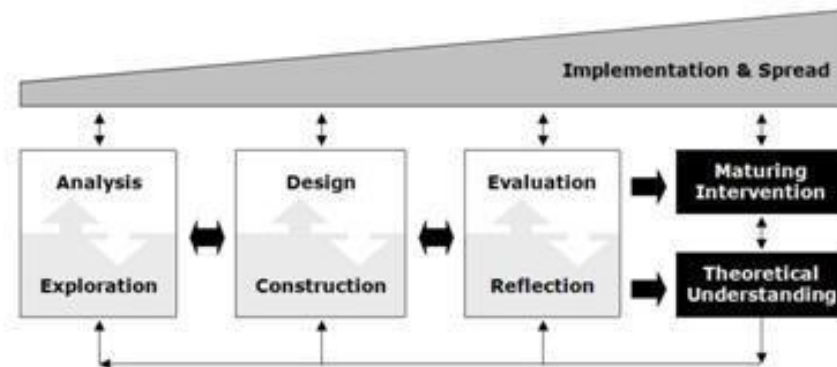 Implementation & Spread
Analysis
Exploration
Design
Construction
Evaluation
Reflection
Maturing
Intervention
Theoretical
Understanding